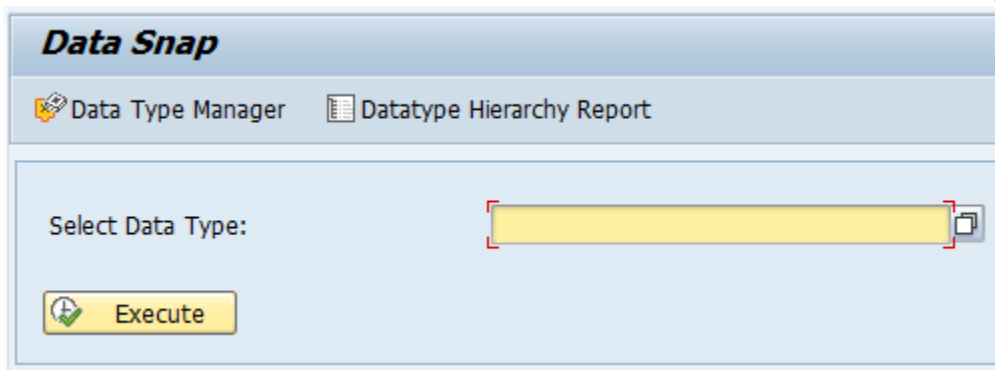 Data Snap
Data Type Manager Datatype Hierarchy Report
Select Data Type:
Execute